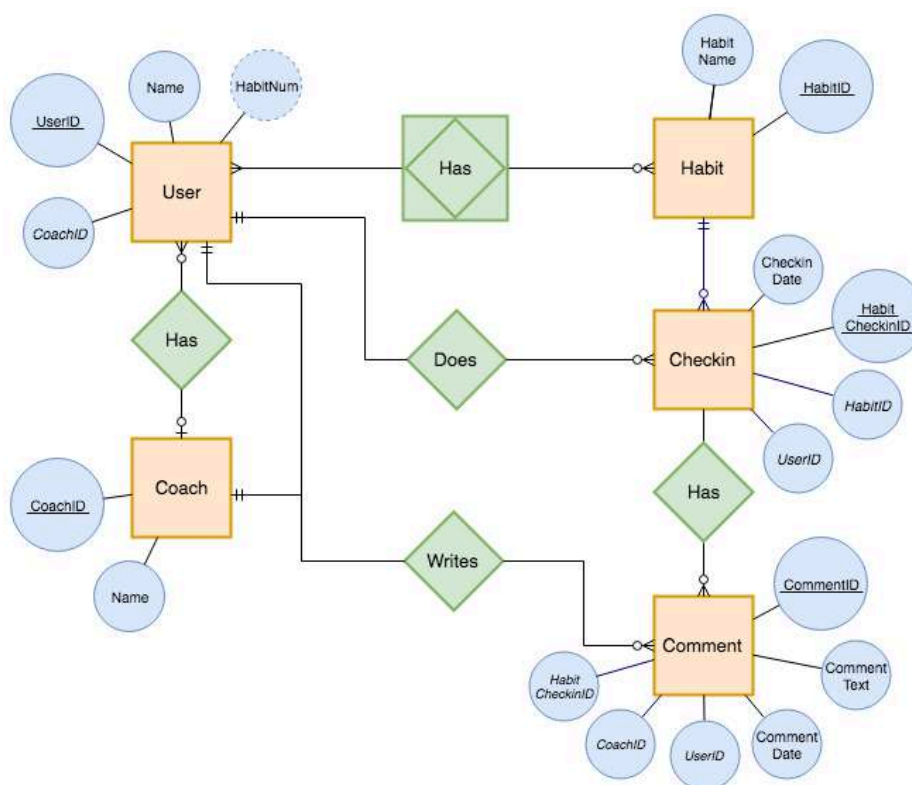 Habit
Name
Name
HabitNum
HabitID
UserID
Has
User
Habit
CoachID
Checkin
Date
Habit
CheckinID
Has
Does
Checkin
HabitID
UserID
Coach
Has
CoachID
Writes
CommentID
Name
Comment
Comment
Text
Habit
CheckinID
CoachID
UserID
Comment
Date